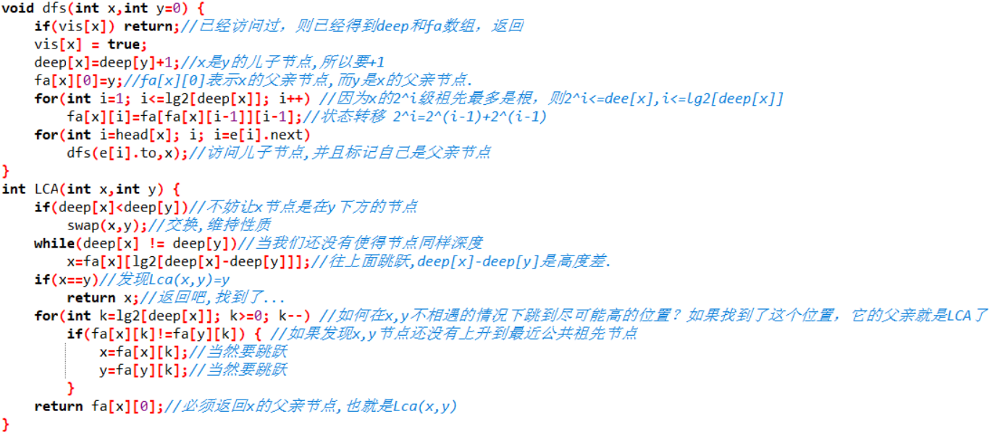 void dfs(int x,int y=0) {
    if(vis[x]) return;//已经访问过，则已经得到deep和fa数组，返回
    vis[x] = true;
    deep[x]=deep[y]+1;//x是y的儿子节点,所以要+1
    fa[x][0]=y;//fa[x][0]表示x的父亲节点,而y是x的父亲节点.
    for(int i=1; i<=lg2[deep[x]]; i++) //因为x的2^i级祖先最多是根，则2^i<=dee[x],i<=lg2[deep[x]]
        fa[x][i]=fa[fa[x][i-1]][i-1];//状态转移 2^i=2^(i-1)+2^(i-1)
    for(int i=head[x]; i; i=e[i].next)
        dfs(e[i].to,x);//访问儿子节点,并且标记自己是父亲节点
}
int LCA(int x,int y) {
    if(deep[x]<deep[y])//不妨让x节点是在y下方的节点
        swap(x,y);//交换,维持性质
    while(deep[x] != deep[y])//当我们还没有使得节点同样深度
        x=fa[x][lg2[deep[x]-deep[y]]];//往上面跳跃,deep[x]-deep[y]是高度差.
    if(x==y)//发现Lca(x,y)=y
        return x;//返回吧,找到了...
    for(int k=lg2[deep[x]]; k>=0; k--) //如何在x,y不相遇的情况下跳到尽可能高的位置？如果找到了这个位置，它的父亲就是LCA了
        if(fa[x][k]!=fa[y][k]) { //如果发现x,y节点还没有上升到最近公共祖先节点
            x=fa[x][k];//当然要跳跃
            y=fa[y][k];//当然要跳跃
        }
    return fa[x][0];//必须返回x的父亲节点,也就是Lca(x,y)
}